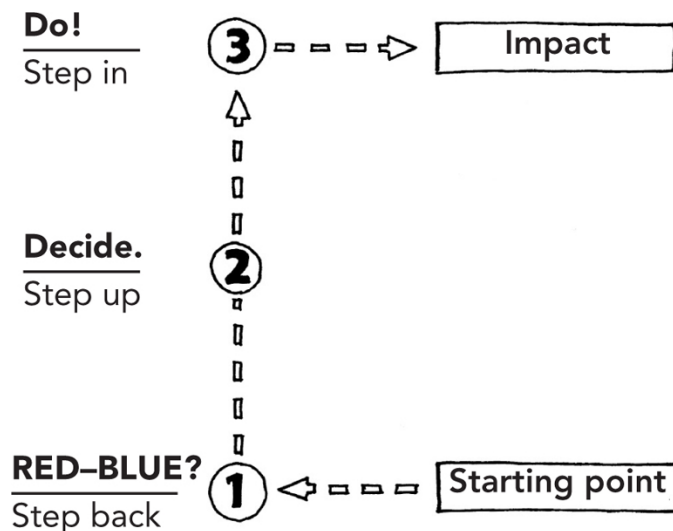 Do!
Step in
3
Impact
Decide.
Step up
2
RED–BLUE?
Step back
1
Starting point